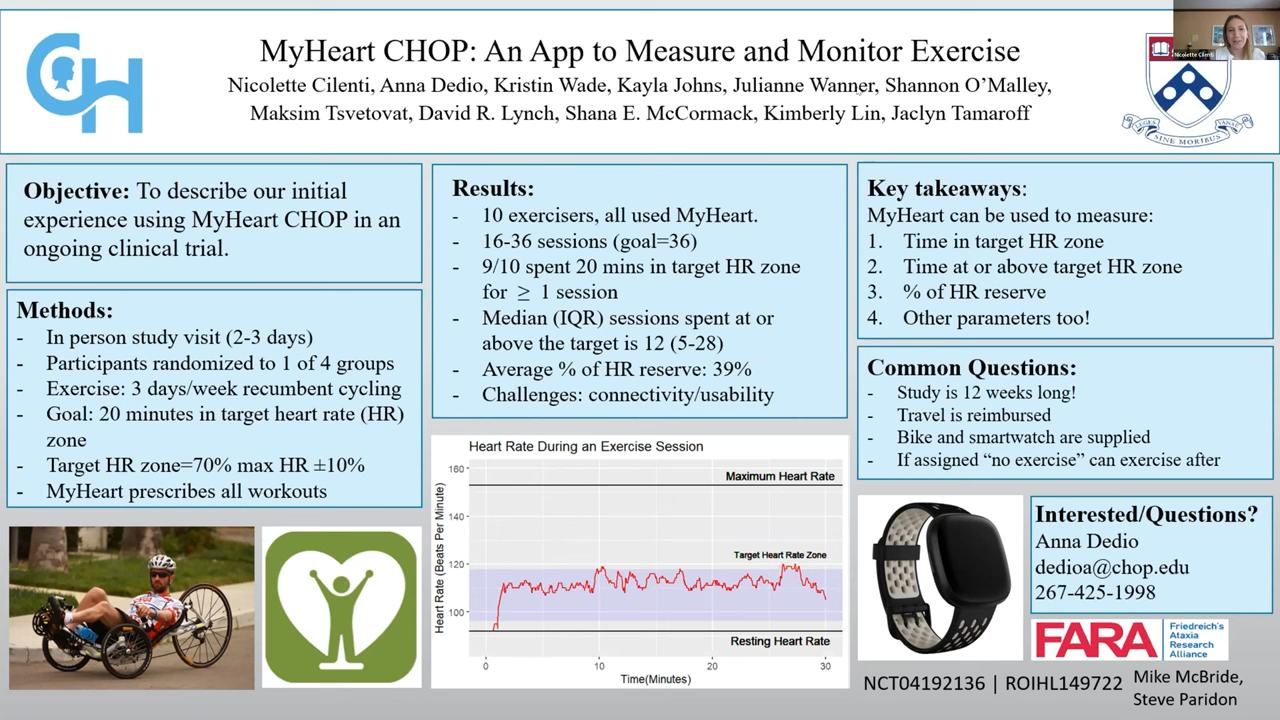 MyHeart CHOP: An App to Measure and Monitor Exercise
Nicolette Cilenti, Anna Dedio, Kristin Wade, Kayla Johns, Julianne Wanner, Shannon O’Malley,
Maksim Tsvetovat, David R. Lynch, Shana E. McCormack, Kimberly Lin, Jaclyn Tamaroff
CH
Nicolette Cilenti
LEGES VANAE
SINE MORIBUS
Objective: To describe our initial
experience using MyHeart CHOP in an
ongoing clinical trial.
Methods:
- In person study visit (2-3 days)
- Participants randomized to 1 of 4 groups
- Exercise: 3 days/week recumbent cycling
- Goal: 20 minutes in target heart rate (HR)
zone
- Target HR zone=70% max HR ±10%
- MyHeart prescribes all workouts
Results:
- 10 exercisers, all used MyHeart.
- 16-36 sessions (goal=36)
- 9/10 spent 20 mins in target HR zone
for ≥ 1 session
- Median (IQR) sessions spent at or
above the target is 12 (5-28)
- Average % of HR reserve: 39%
- Challenges: connectivity/usability
Heart Rate During an Exercise Session
Heart Rate (Beats Per Minute)
160
140
120
100
Maximum Heart Rate
Target Heart Rate Zone
Resting Heart Rate
0 10 20 30
Time(Minutes)
Key takeaways:
MyHeart can be used to measure:
1. Time in target HR zone
2. Time at or above target HR zone
3. % of HR reserve
4. Other parameters too!
Common Questions:
- Study is 12 weeks long!
- Travel is reimbursed
- Bike and smartwatch are supplied
- If assigned “no exercise” can exercise after
Interested/Questions?
Anna Dedio
dedioa@chop.edu
267-425-1998
FARA
Friedreich's
Ataxia
Research
Alliance
NCT04192136 | ROIHL149722
Mike McBride,
Steve Paridon